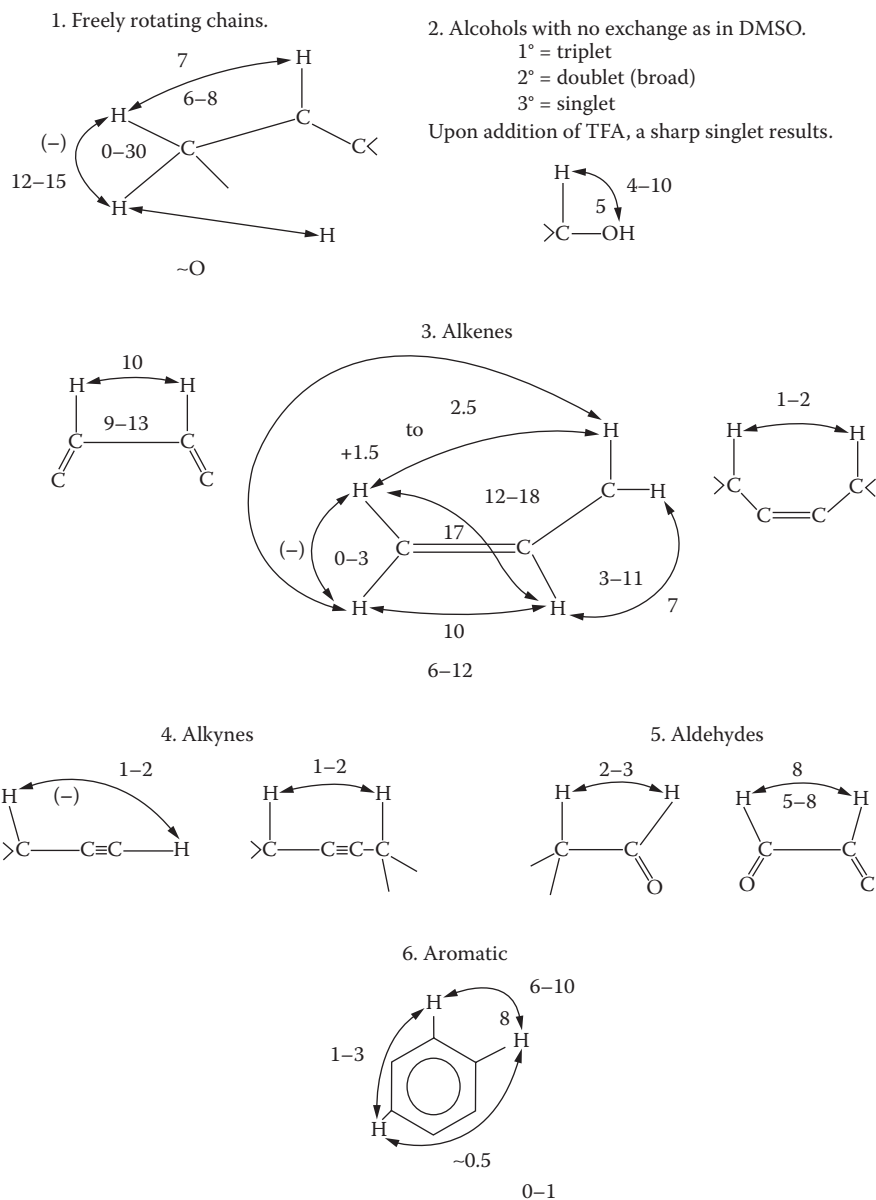 1. Freely rotating chains.
7
6–8
H
H
C
C
C
(–)
0–30
12–15
H
H
~O
2. Alcohols with no exchange as in DMSO.
1° = triplet
2° = doublet (broad)
3° = singlet
Upon addition of TFA, a sharp singlet results.
H
4–10
5
C
OH
3. Alkenes
10
H
H
9–13
C
C
C
C
2.5
to
+1.5
H
H
12–18
C
H
17
(–)
0–3
C
C
3–11
H
H
7
10
6–12
1–2
H
H
C
C
C
C
4. Alkynes
1–2
H
(–)
C
C≡C
H
1–2
H
H
C
C≡C
C
5. Aldehydes
2–3
H
H
C
C
O
8
H
H
5–8
C
C
O
C
6. Aromatic
6–10
H
8
H
1–3
H
~0.5
0–1